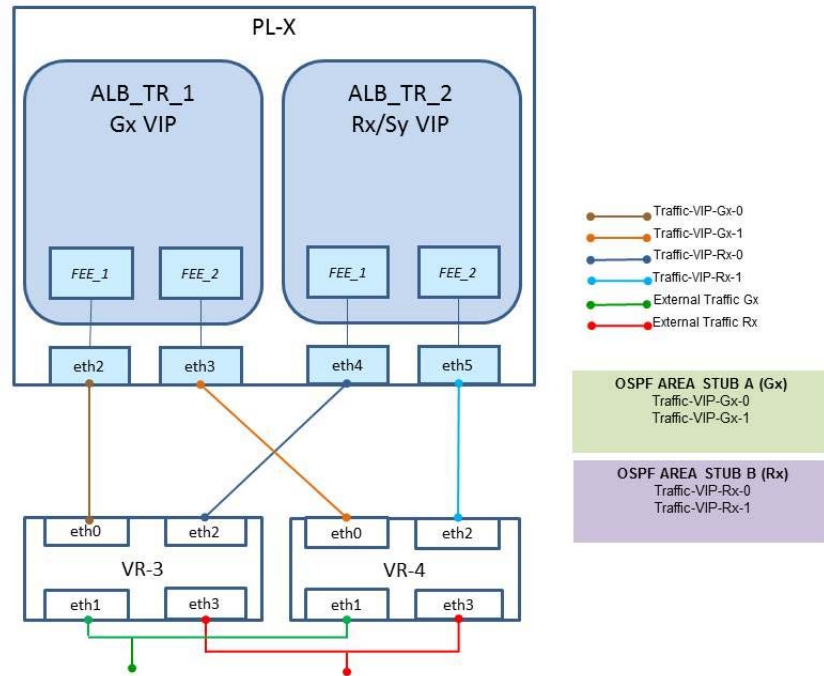 PL-X
ALB_TR_1
Gx VIP
ALB_TR_2
Rx/Sy VIP
FEE_1
FEE_2
FEE_1
FEE_2
eth2
eth3
eth4
eth5
eth0
eth2
VR-3
eth1
eth3
eth0
eth2
VR-4
eth1
eth3
Traffic-VIP-Gx-0
Traffic-VIP-Gx-1
Traffic-VIP-Rx-0
Traffic-VIP-Rx-1
External Traffic Gx
External Traffic Rx
OSPF AREA STUB A (Gx)
Traffic-VIP-Gx-0
Traffic-VIP-Gx-1
OSPF AREA STUB B (Rx)
Traffic-VIP-Rx-0
Traffic-VIP-Rx-1